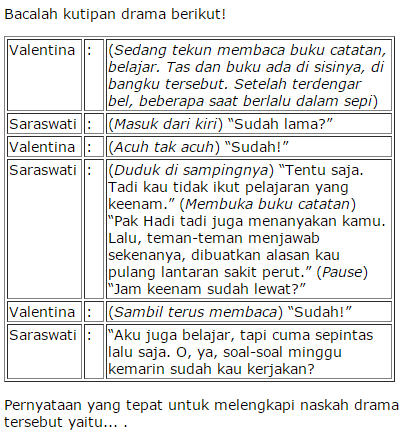 Bacalah kutipan drama berikut!
Valentina : (Sedang tekun membaca buku catatan,
belajar. Tas dan buku ada di sisinya, di
bangku tersebut. Setelah terdengar
bel, beberapa saat berlalu dalam sepi)
Saraswati : (Masuk dari kiri) “Sudah lama?”
Valentina : (Acuh tak acuh) “Sudah!”
Saraswati : (Duduk di sampingnya) “Tentu saja.
Tadi kau tidak ikut pelajaran yang
keenam.” (Membuka buku catatan)
“Pak Hadi tadi juga menanyakan kamu.
Lalu, teman-teman menjawab
sekenanya, dibuatkan alasan kau
pulang lantaran sakit perut.” (Pause)
“Jam keenam sudah lewat?”
Valentina : (Sambil terus membaca) “Sudah!”
Saraswati : “Aku juga belajar, tapi cuma sepintas
lalu saja. O, ya, soal-soal minggu
kemarin sudah kau kerjakan?
Pernyataan yang tepat untuk melengkapi naskah drama
tersebut yaitu... .